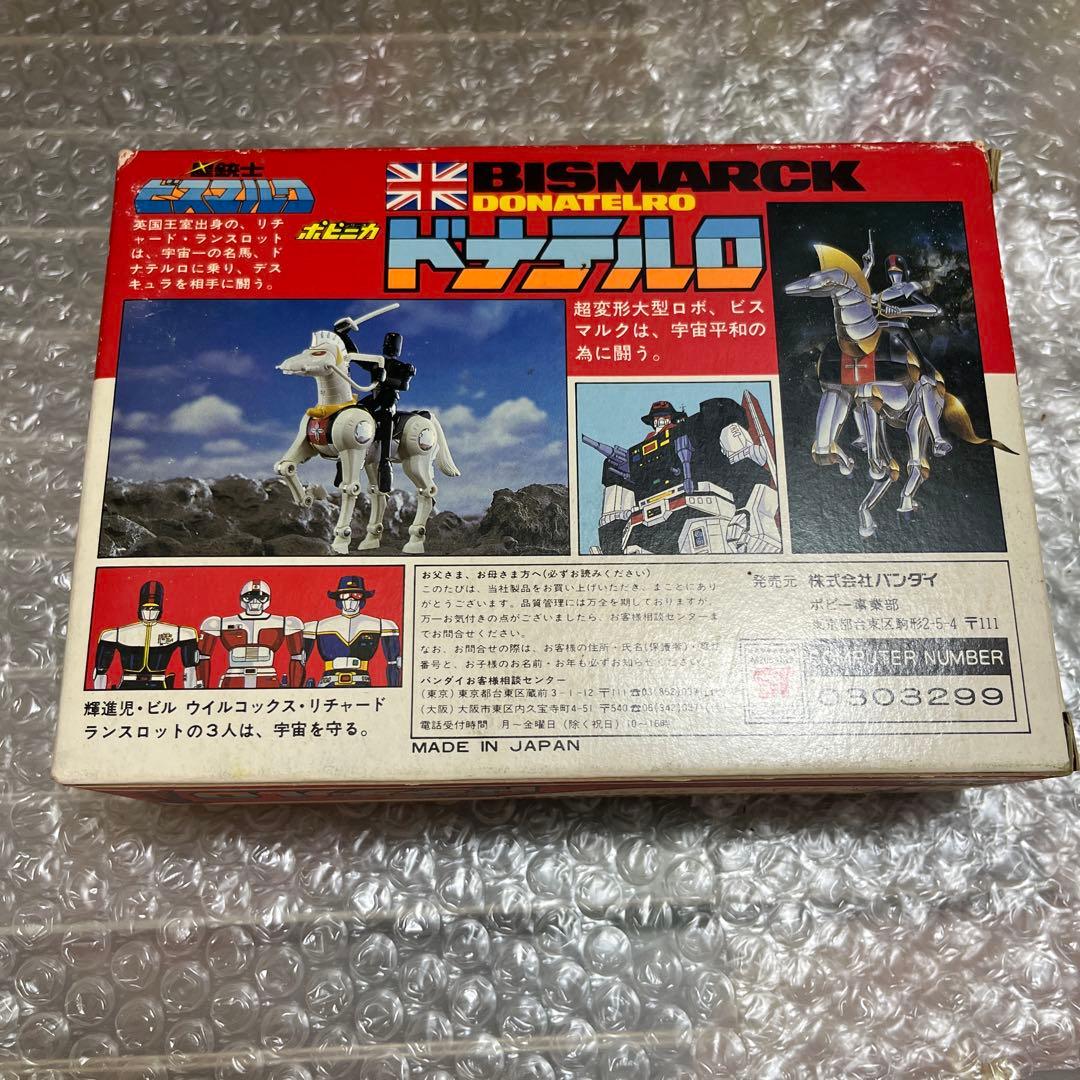 銃士
ビスマルク
英国王室出身の、リチ
ャード・ランスロット
は、宇宙一の名馬、ド
ナテルロに乗り、デス
キュラを相手に闘う。
ポピニカ
BISMARCK
DONATELRO
ドナテルロ
超変形大型ロボ、ビス
マルクは、宇宙平和の
為に闘う。
輝進児・ビル ウイルコックス・リチャード
ランスロットの3人は、宇宙を守る。
お父さま、お母さま方へ(必ずお読みください)
このたびは、当社製品をお買い上げいただき、まことにあり
がとうございます。品質管理には万全を期しておりますが、
万一お気付きの点がございましたら、お客様相談センターま
でお問合せください。
なお、お問合せの際は、お客様の住所・氏名(保護者)・
番号と、お子様のお名前・お年も必ずお知らせ
バンダイお客様相談センター
(東京)東京都台東区蔵前3-1-12 〒111
(大阪)大阪市東区内久宝寺町4-51 〒540
電話受付時間 月~金曜日(除く祝日)10~16時
MADE IN JAPAN
発売元 株式会社バンダイ
ポピー事業部
東京都台東区駒形2-5-4 〒111
COMPUTER NUMBER
0303299